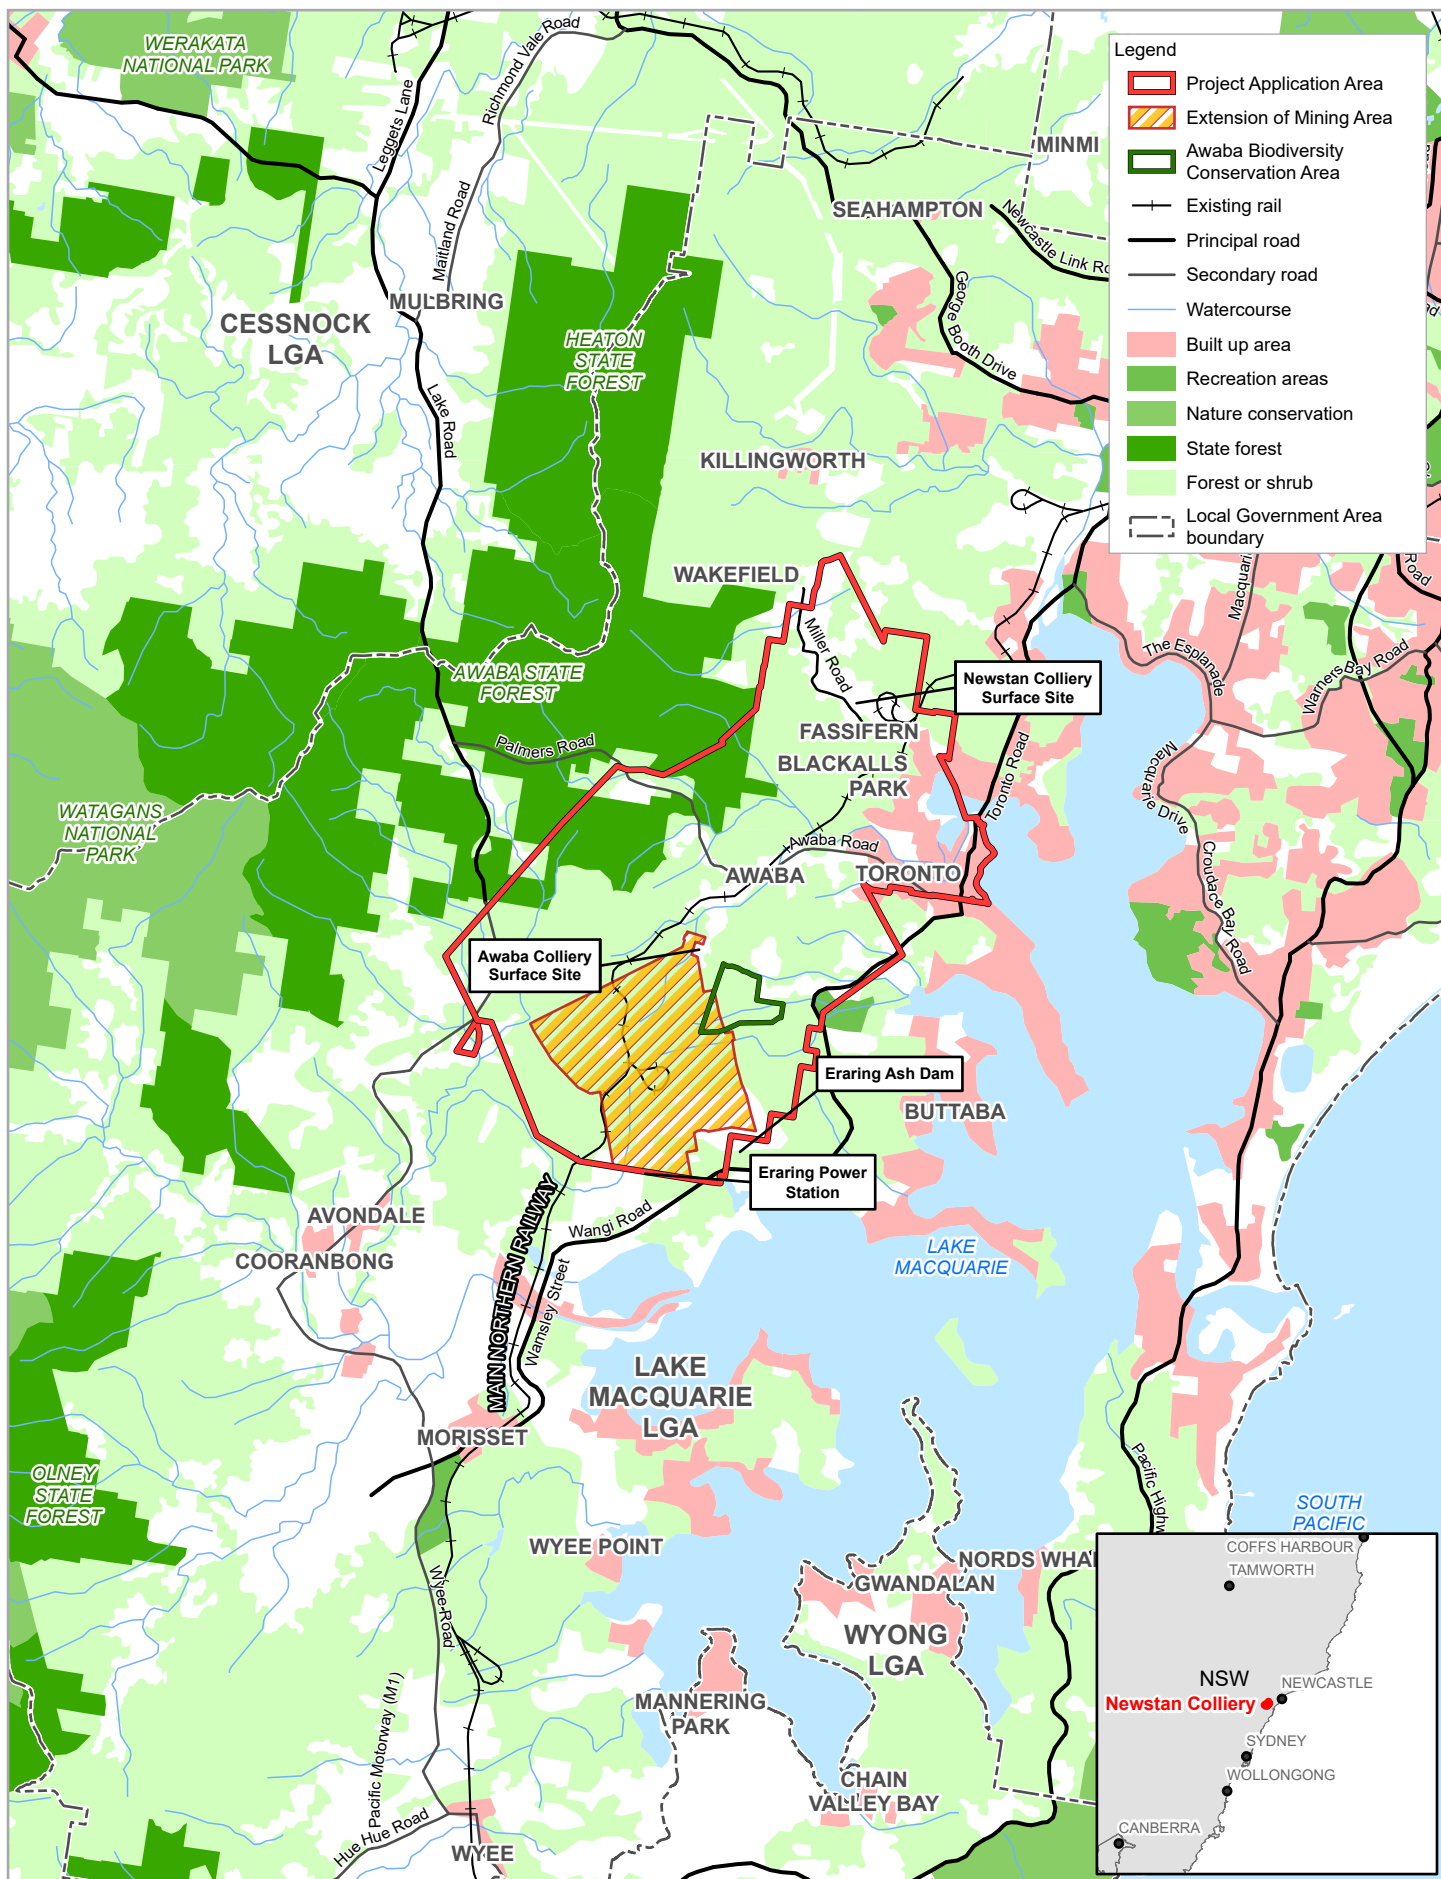 WERAKATA
NATIONAL PARK
Leggets Lane
Richmond Vale Road
Maitland Road
MULBRING
CESSNOCK
LGA
Lake Road
HEATON
STATE
FOREST
MINMI
SEAHAMPTON
Newcastle Link Ro
George Booth Drive
KILLINGWORTH
WAKEFIELD
Miller Road
AWABA STATE
FOREST
Palmers Road
Newstan Colliery
Surface Site
FASSIFERN
BLACKALLS
PARK
Toronto Road
The Esplanade
Macquarie
Warners Bay Road
Road
Macquarie Drive
Croudace Bay Road
WATAGANS
NATIONAL
PARK
Awaba Road
AWABA
TORONTO
Awaba Colliery
Surface Site
Eraring Ash Dam
BUTTABA
Eraring Power
Station
MAIN NORTHERN RAILWAY
Wangi Road
Wamsley Street
AVONDALE
COORANBONG
LAKE
MACQUARIE
LAKE
MACQUARIE
LGA
MORISSET
OLNEY
STATE
FOREST
WYEE POINT
Wyee Road
Pacific Highw
NORDS WHA
GWANDALAN
WYONG
LGA
MANNERING
PARK
CHAIN
VALLEY BAY
Pacific Motorway (M1)
Hue Hue Road
WYEE
SOUTH
PACIFIC
Legend
Project Application Area
Extension of Mining Area
Awaba Biodiversity
Conservation Area
Existing rail
Principal road
Secondary road
Watercourse
Built up area
Recreation areas
Nature conservation
State forest
Forest or shrub
Local Government Area
boundary
COFFS HARBOUR
TAMWORTH
NSW
NEWCASTLE
Newstan Colliery
SYDNEY
WOLLONGONG
CANBERRA